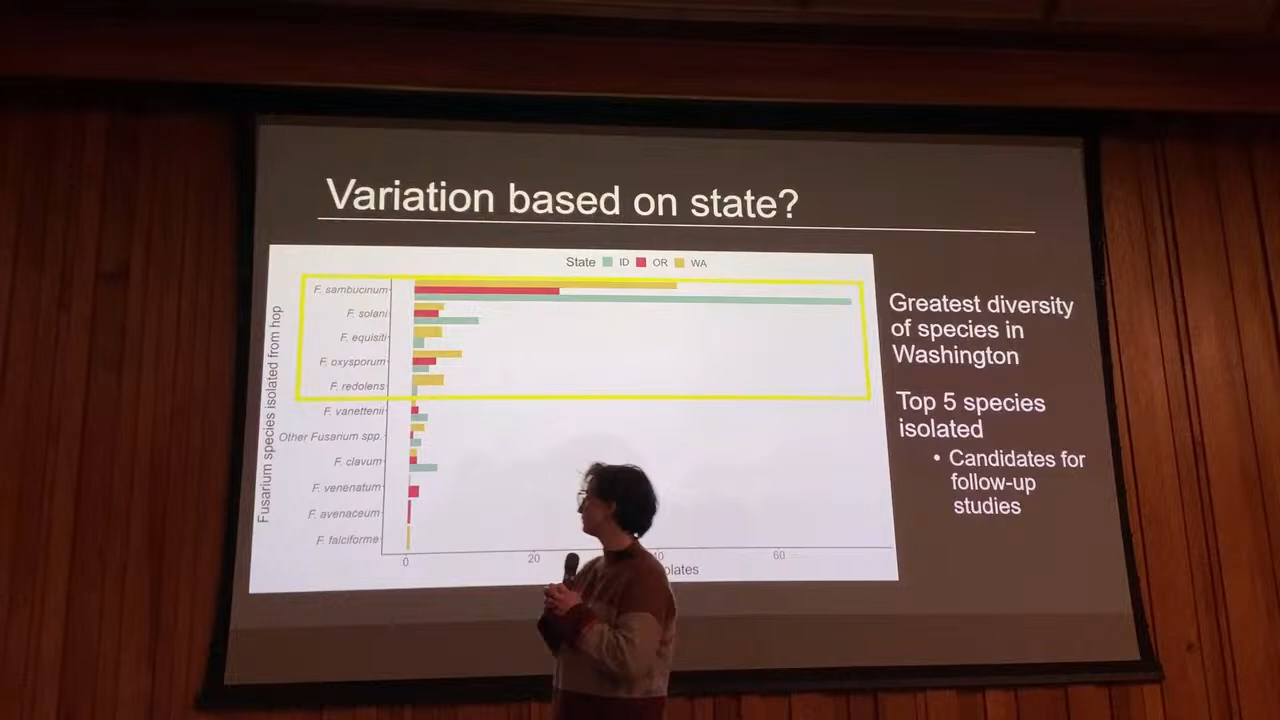 Variation based on state?
State ID OR WA
Fusarium species isolated from hop
F. sambucinum
F. solani
F. equisiti
F. oxysporum
F. redolens
F. vanettenii
Other Fusarium spp.
F. clavum
F. venenatum
F. avenaceum
F. falciforme
0 20 60
Greatest diversity
of species in
Washington
Top 5 species
isolated
• Candidates for
follow-up
studies